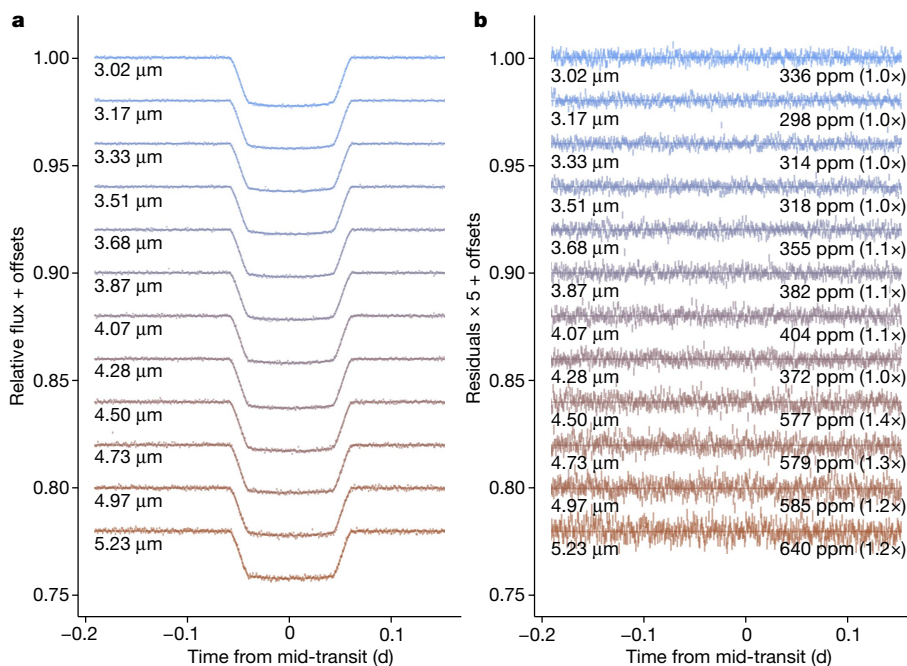 a
Relative flux + offsets
1.00
0.95
0.90
0.85
0.80
0.75
3.02 μm
3.17 μm
3.33 μm
3.51 μm
3.68 μm
3.87 μm
4.07 μm
4.28 μm
4.50 μm
4.73 μm
4.97 μm
5.23 μm
−0.2 −0.1 0 0.1
Time from mid-transit (d)
b
Residuals × 5 + offsets
1.00
0.95
0.90
0.85
0.80
0.75
3.02 μm 336 ppm (1.0×)
3.17 μm 298 ppm (1.0×)
3.33 μm 314 ppm (1.0×)
3.51 μm 318 ppm (1.0×)
3.68 μm 355 ppm (1.1×)
3.87 μm 382 ppm (1.1×)
4.07 μm 404 ppm (1.1×)
4.28 μm 372 ppm (1.0×)
4.50 μm 577 ppm (1.4×)
4.73 μm 579 ppm (1.3×)
4.97 μm 585 ppm (1.2×)
5.23 μm 640 ppm (1.2×)
−0.2 −0.1 0 0.1
Time from mid-transit (d)